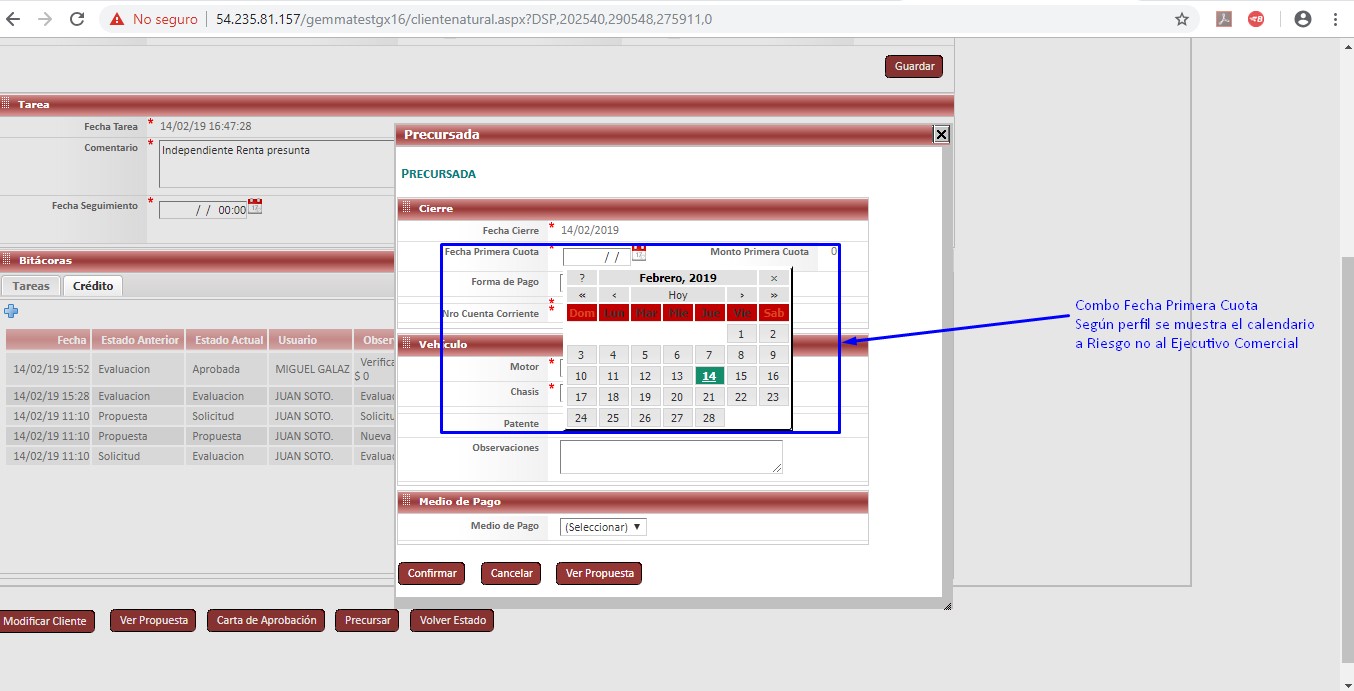 No seguro
54.235.81.157/gemmatestgx16/clientenatural.aspx?DSP,202540,290548,275911,0
Guardar
Tarea
Fecha Tarea * 14/02/19 16:47:28
Comentario * Independiente Renta presunta
Fecha Seguimiento * / / 00:00
Bitácoras
Tareas Crédito
Fecha Estado Anterior Estado Actual Usuario Obser
14/02/19 15:52 Evaluacion Aprobada MIGUEL GALAZ Verifica
$ 0
14/02/19 15:28 Evaluacion Evaluacion JUAN SOTO. Evaluac
14/02/19 11:10 Propuesta Solicitud JUAN SOTO. Solicitu
14/02/19 11:10 Propuesta Propuesta JUAN SOTO. Nueva
14/02/19 11:10 Solicitud Evaluacion JUAN SOTO. Evaluac
Precursada
PRECURSADA
Cierre
Fecha Cierre * 14/02/2019
Fecha Primera Cuota * / / Monto Primera Cuota 0
Forma de Pago
*
Nro Cuenta Corriente *
? Febrero, 2019 ×
« ‹ Hoy › »
Dom Lun Mar Mie Jue Vie Sab
1 2
3 4 5 6 7 8 9
10 11 12 13 14 15 16
17 18 19 20 21 22 23
24 25 26 27 28
Vehículo
Motor *
Chasis *
Patente
Observaciones
Medio de Pago
Medio de Pago (Seleccionar)
Confirmar Cancelar Ver Propuesta
Combo Fecha Primera Cuota
Según perfil se muestra el calendario
a Riesgo no al Ejecutivo Comercial
Modificar Cliente Ver Propuesta Carta de Aprobación Precursar Volver Estado